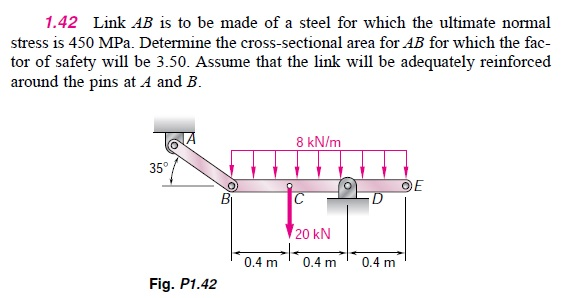 1.42 Link AB is to be made of a steel for which the ultimate normal
stress is 450 MPa. Determine the cross-sectional area for AB for which the fac-
tor of safety will be 3.50. Assume that the link will be adequately reinforced
around the pins at A and B.
A
8 kN/m
35°
B
C
D
E
20 kN
0.4 m
0.4 m
0.4 m
Fig. P1.42